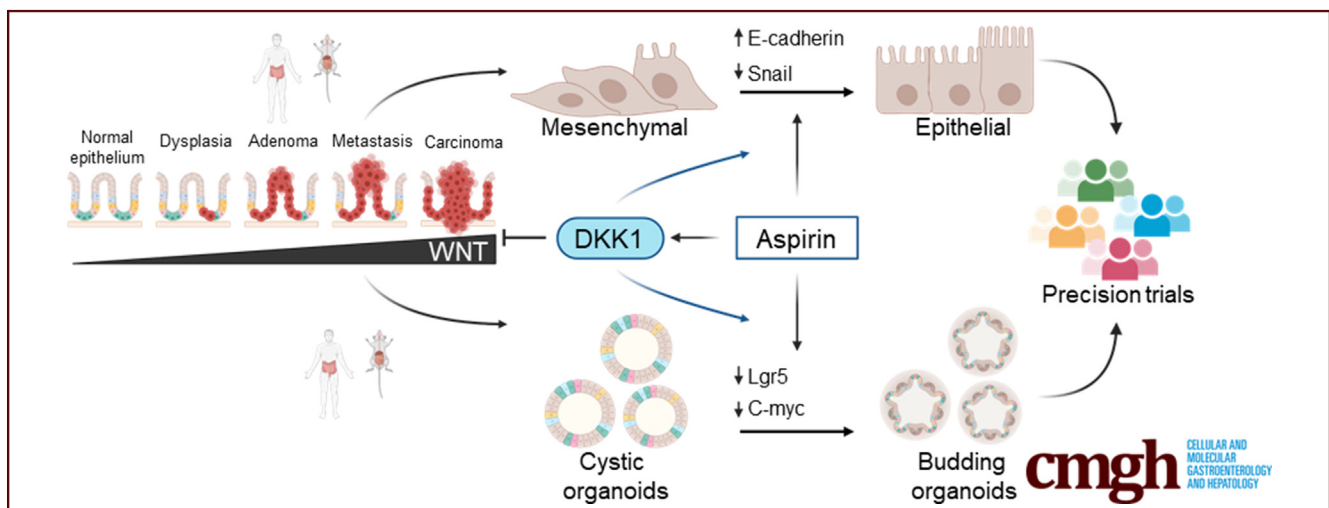 ↑ E-cadherin
↓ Snail
Mesenchymal
Epithelial
Normal
epithelium
Dysplasia
Adenoma
Metastasis
Carcinoma
WNT
DKK1
Aspirin
Precision trials
↓ Lgr5
↓ C-myc
Cystic
organoids
Budding
organoids
cmgh
CELLULAR AND
MOLECULAR
GASTROENTEROLOGY
AND HEPATOLOGY